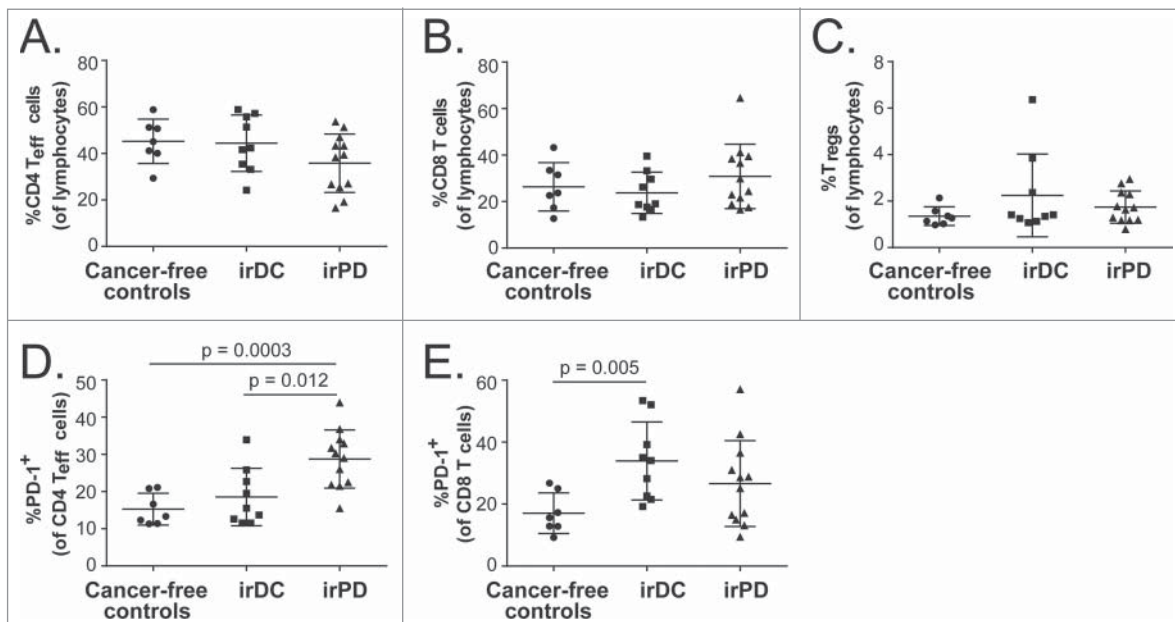 A.
%CD4 Teff cells
(of lymphocytes)
80
60
40
20
0
Cancer-free
controls
irDC
irPD
B.
%CD8 T cells
(of lymphocytes)
80
60
40
20
0
Cancer-free
controls
irDC
irPD
C.
%Tregs
(of lymphocytes)
8
6
4
2
0
Cancer-free
controls
irDC
irPD
D.
p = 0.0003
p = 0.012
%PD-1+
(of CD4 Teff cells)
50
40
30
20
10
0
Cancer-free
controls
irDC
irPD
E.
p = 0.005
%PD-1+
(of CD8 T cells)
60
40
20
0
Cancer-free
controls
irDC
irPD